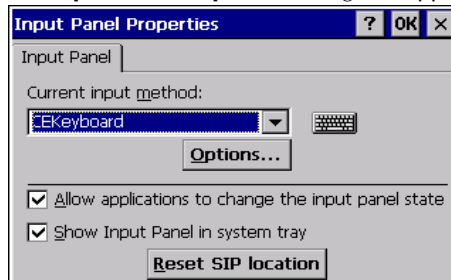 Input Panel Properties ? OK ×
Input Panel
Current input method:
CEKeyboard
Options...
Allow applications to change the input panel state
Show Input Panel in system tray
Reset SIP location